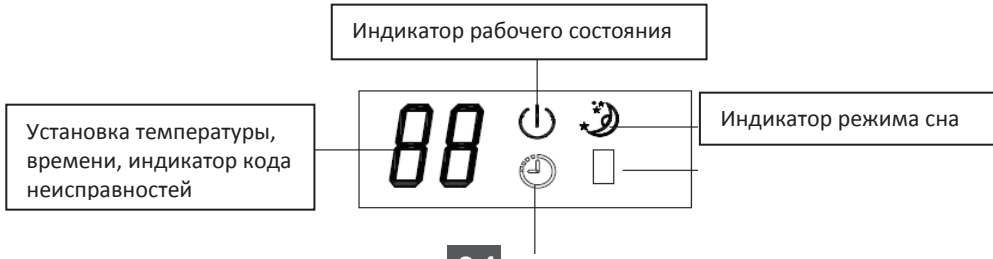 Индикатор рабочего состояния
Установка температуры,
времени, индикатор кода
неисправностей
88
Индикатор режима сна